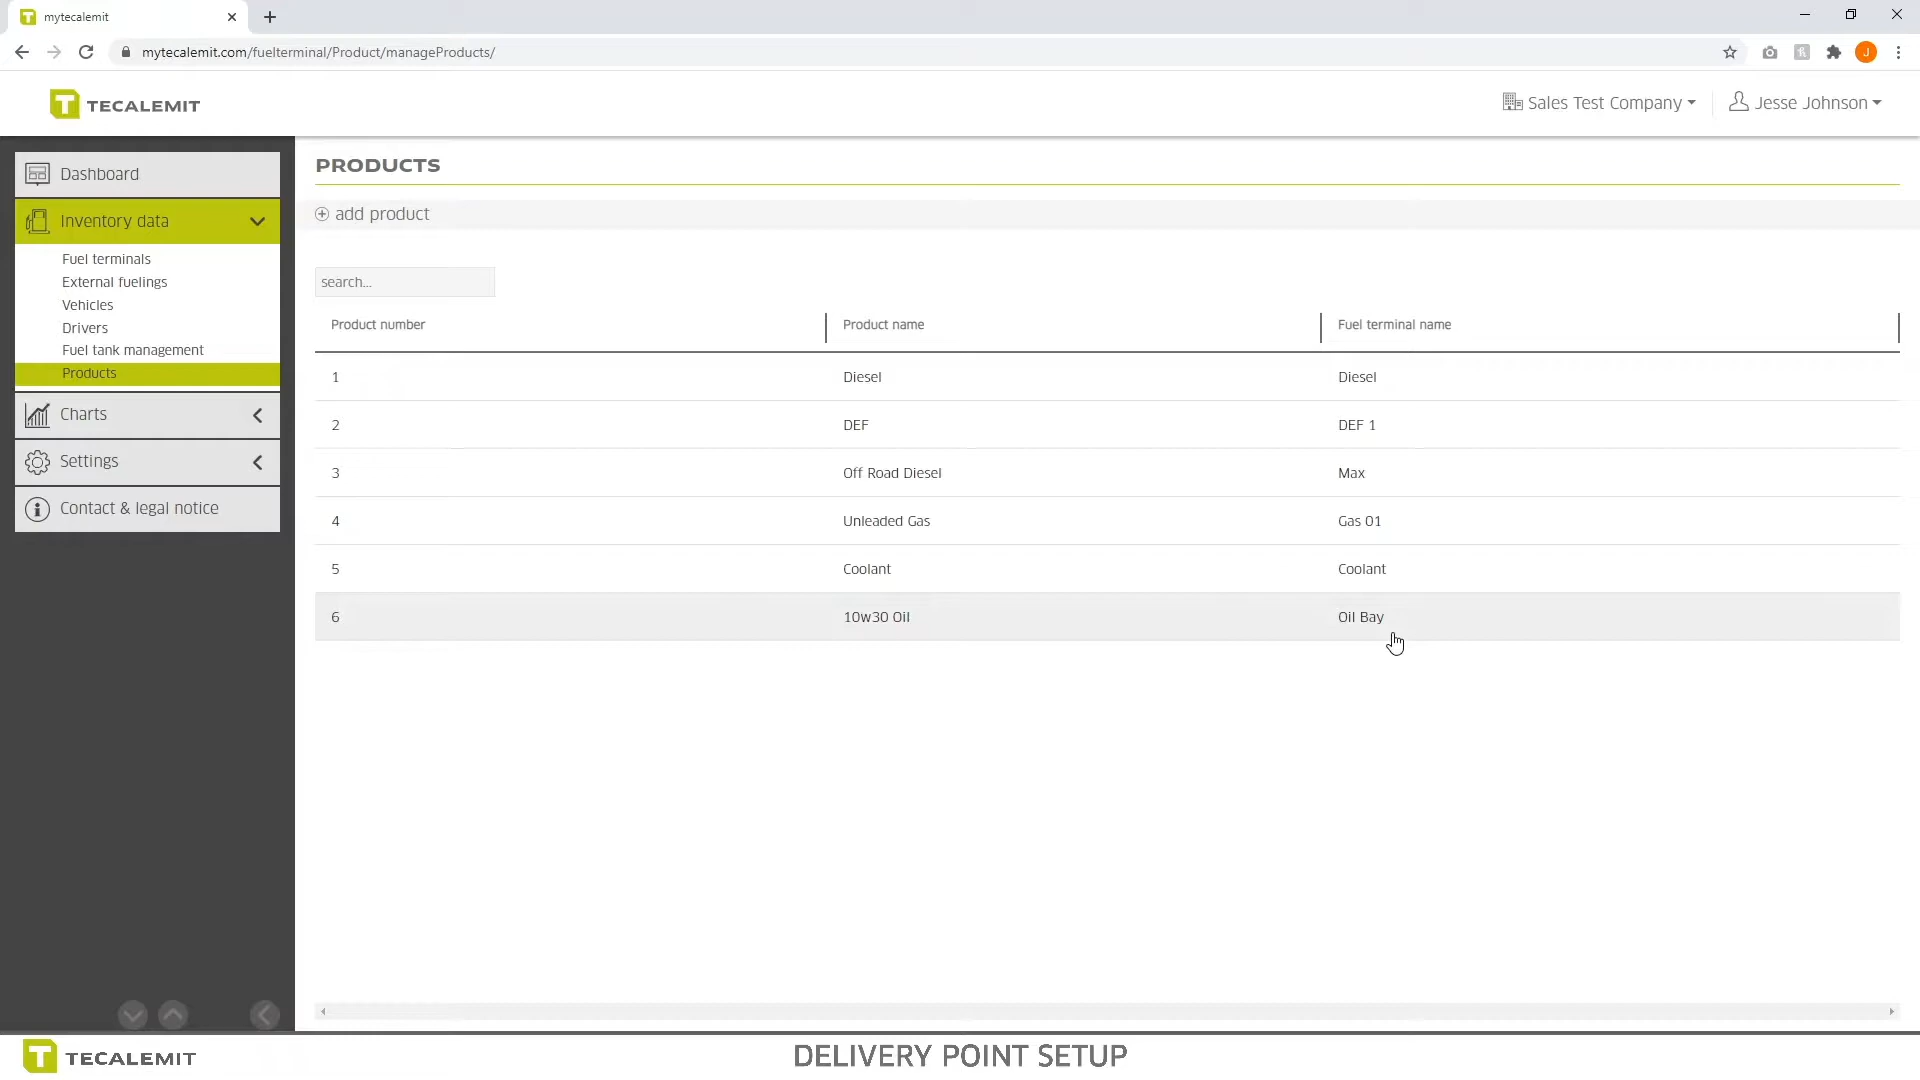 mytecalemit
mytecalemit.com/fuelterminal/Product/manageProducts/
J
TECALEMIT
Sales Test Company
Jesse Johnson
Dashboard
Inventory data
Fuel terminals
External fuelings
Vehicles
Drivers
Fuel tank management
Products
Charts
Settings
Contact & legal notice
PRODUCTS
add product
search...
Product number Product name Fuel terminal name
1 Diesel Diesel
2 DEF DEF 1
3 Off Road Diesel Max
4 Unleaded Gas Gas 01
5 Coolant Coolant
6 10w30 Oil Oil Bay
TECALEMIT
DELIVERY POINT SETUP